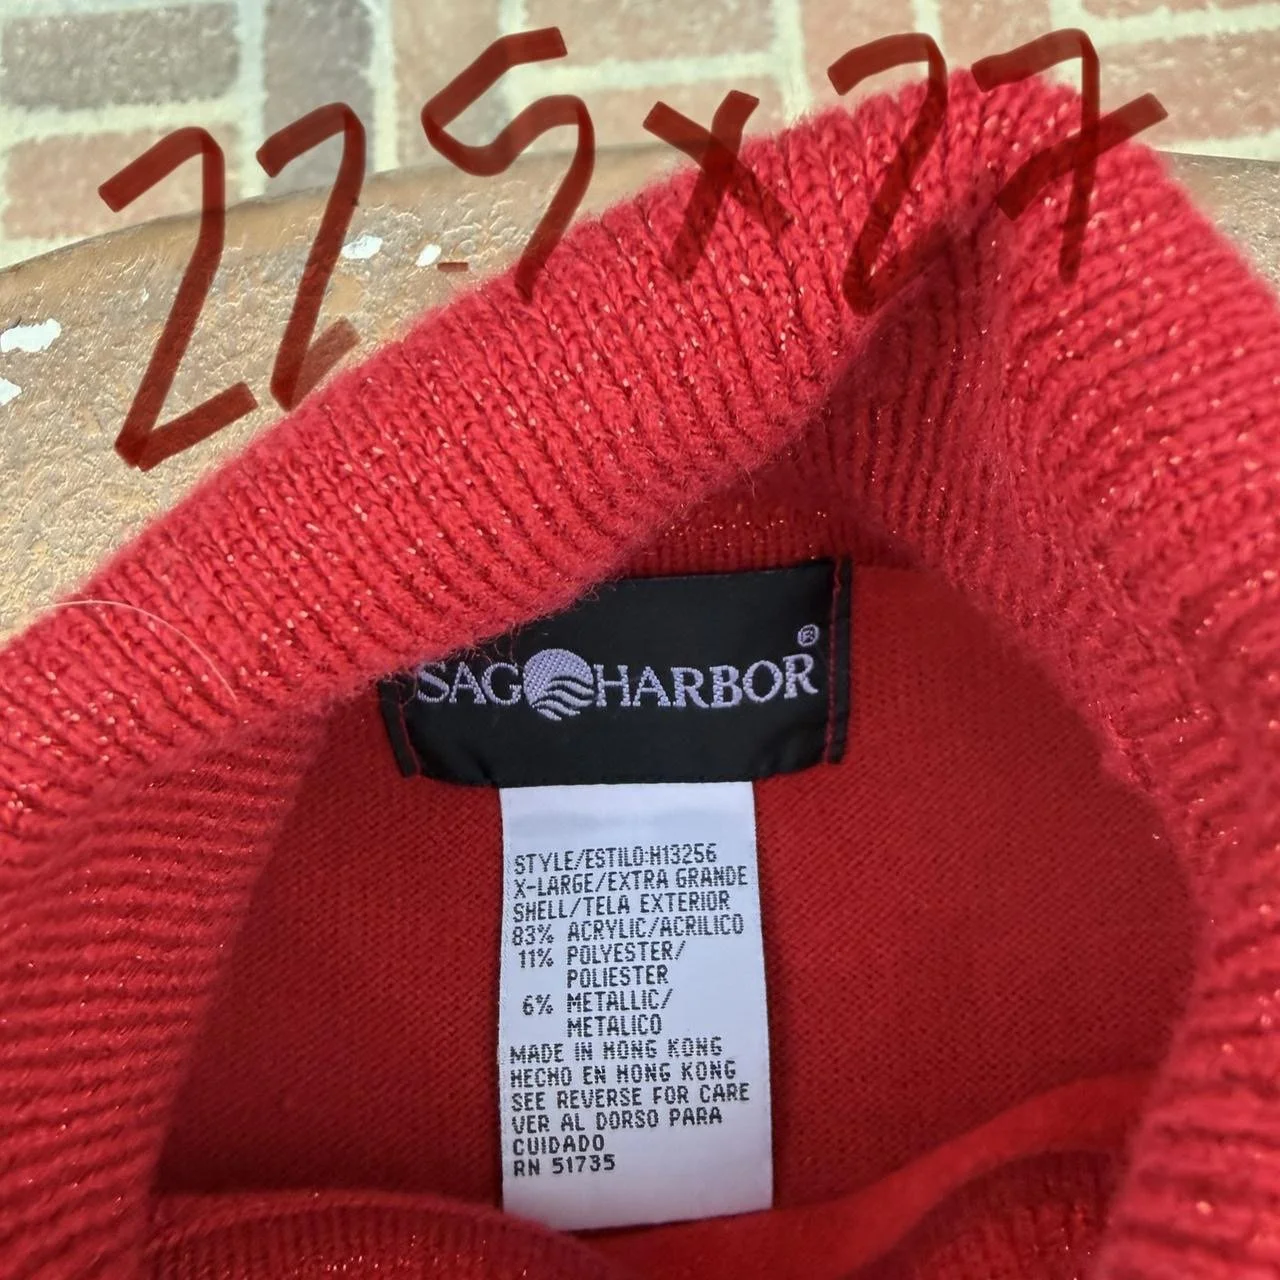 22.5 x 27
SAG HARBOR®
STYLE/ESTILO:H13256
X-LARGE/EXTRA GRANDE
SHELL/TELA EXTERIOR
83% ACRYLIC/ACRILICO
11% POLYESTER/
POLIESTER
6% METALLIC/
METALICO
MADE IN HONG KONG
HECHO EN HONG KONG
SEE REVERSE FOR CARE
VER AL DORSO PARA
CUIDADO
RN 51735